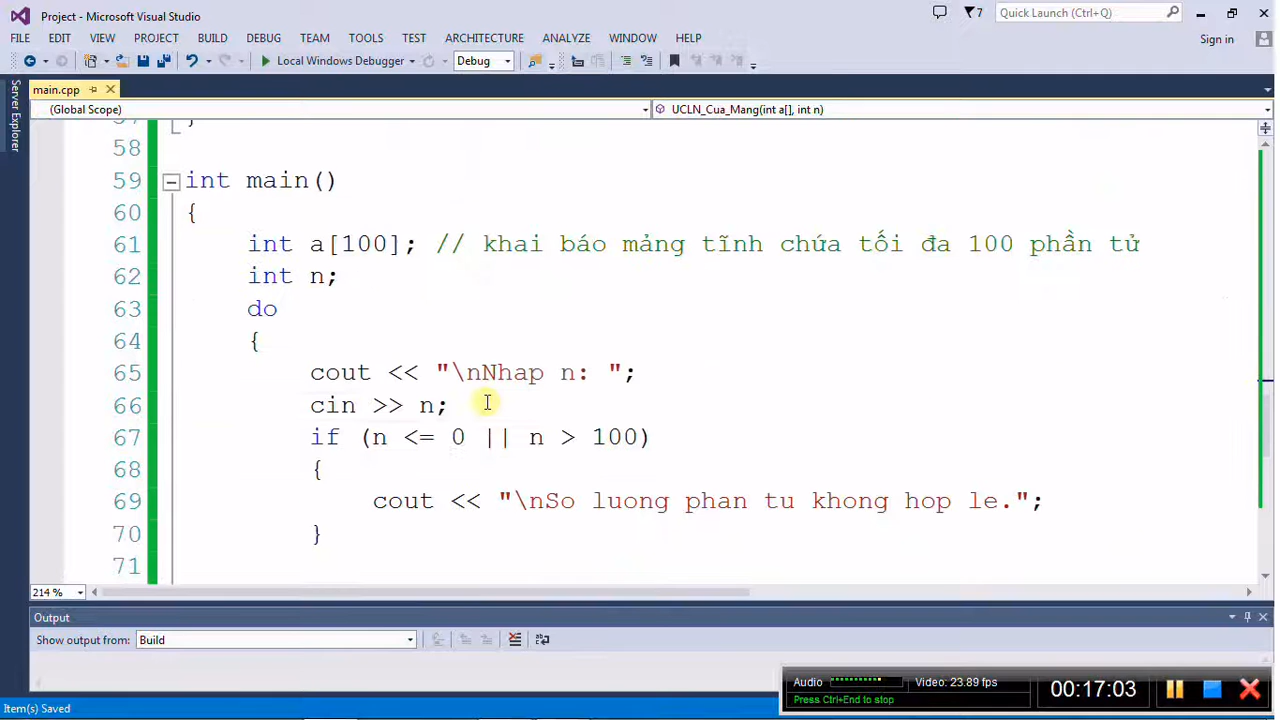 Project - Microsoft Visual Studio
7
Quick Launch (Ctrl+Q)
FILE EDIT VIEW PROJECT BUILD DEBUG TEAM TOOLS TEST ARCHITECTURE ANALYZE WINDOW HELP
Sign in
Local Windows Debugger
Debug
Server Explorer
main.cpp
(Global Scope)
UCLN_Cua_Mang(int a[], int n)
57 }
58
59 int main()
60 {
61 int a[100]; // khai báo mảng tĩnh chứa tối đa 100 phần tử
62 int n;
63 do
64 {
65 cout << "\nNhap n: ";
66 cin >> n;
67 if (n <= 0 || n > 100)
68 {
69 cout << "\nSo luong phan tu khong hop le.";
70 }
71
214 %
Output
Show output from: Build
Audio
Video: 23.89 fps
Press Ctrl+End to stop
00:17:03
Item(s) Saved